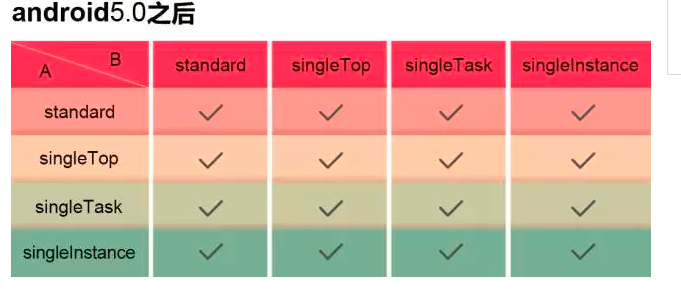 android5.0之后
A B standard singleTop singleTask singleInstance
standard ✓ ✓ ✓ ✓
singleTop ✓ ✓ ✓ ✓
singleTask ✓ ✓ ✓ ✓
singleInstance ✓ ✓ ✓ ✓